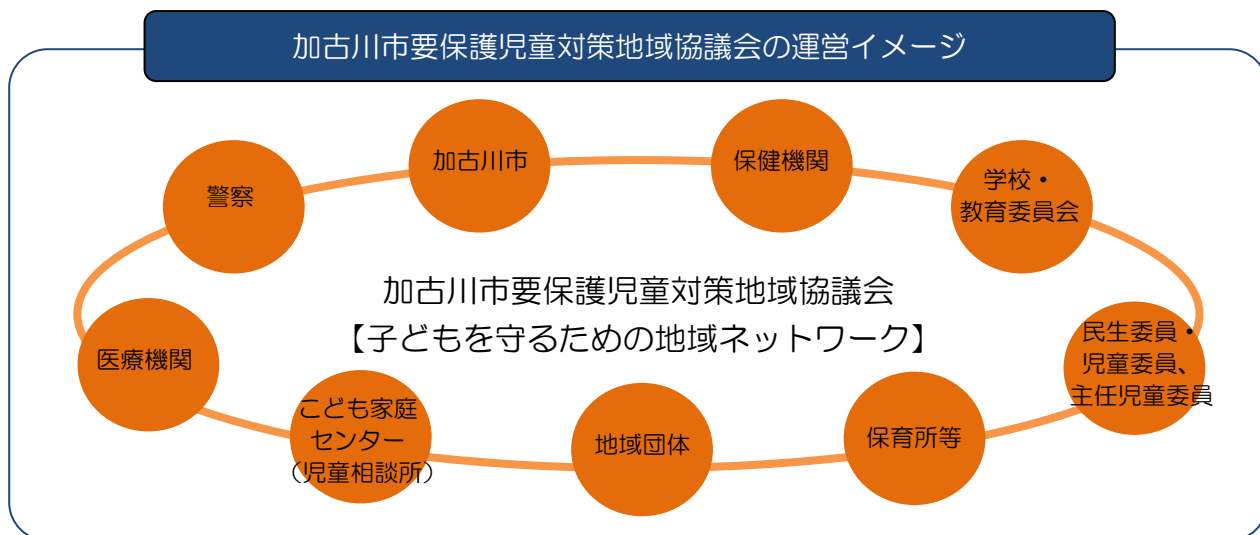 加古川市要保護児童対策地域協議会の運営イメージ
加古川市
保健機関
警察
学校・
教育委員会
加古川市要保護児童対策地域協議会
【子どもを守るための地域ネットワーク】
医療機関
民生委員・
児童委員、
主任児童委員
こども家庭
センター
（児童相談所）
地域団体
保育所等